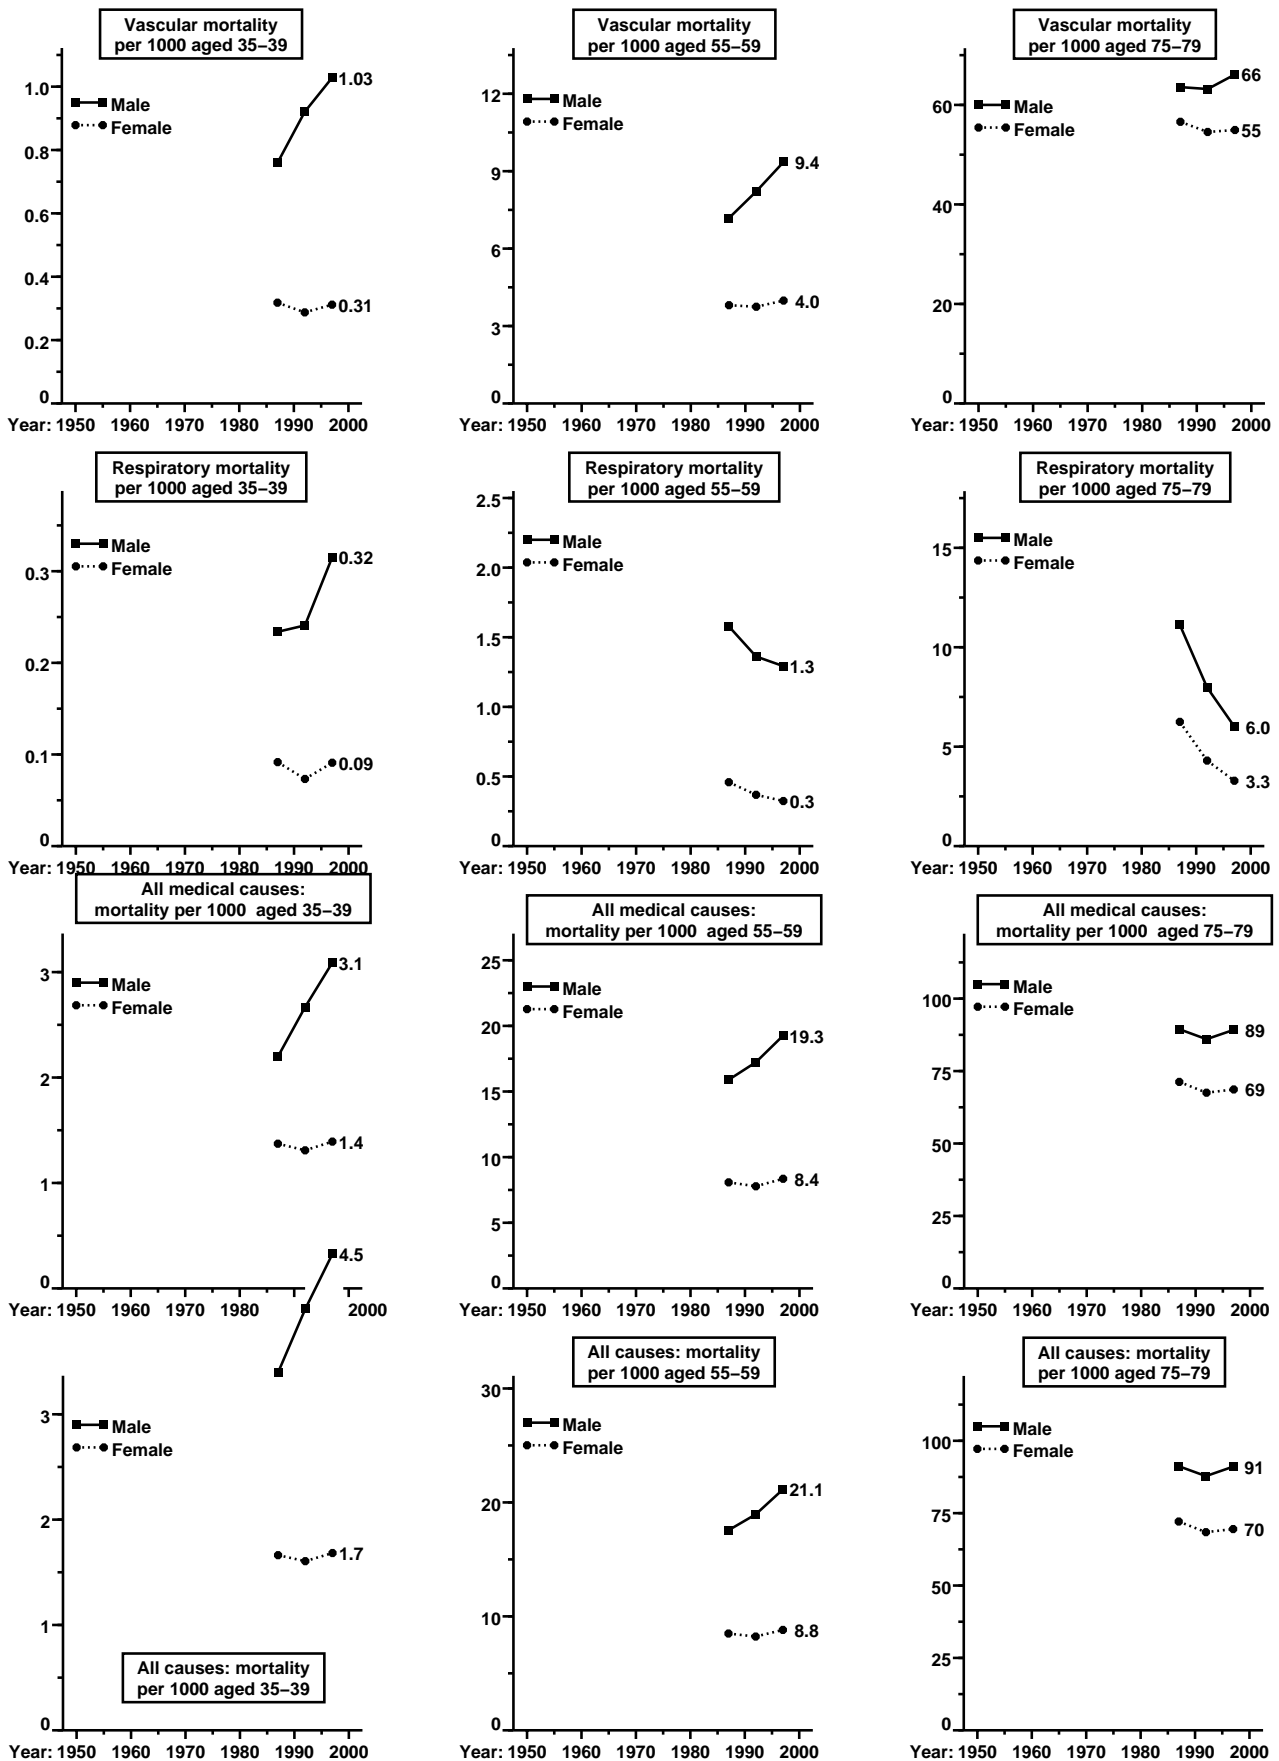 Vascular mortality
per 1000 aged 35–39
1.0
0.8
0.6
0.4
0.2
0
Male
Female
1.03
0.31
Year: 1950 1960 1970 1980 1990 2000
Vascular mortality
per 1000 aged 55–59
12
9
6
3
0
Male
Female
9.4
4.0
Year: 1950 1960 1970 1980 1990 2000
Vascular mortality
per 1000 aged 75–79
60
40
20
0
Male
Female
66
55
Year: 1950 1960 1970 1980 1990 2000
Respiratory mortality
per 1000 aged 35–39
0.3
0.2
0.1
0
Male
Female
0.32
0.09
Year: 1950 1960 1970 1980 1990 2000
Respiratory mortality
per 1000 aged 55–59
2.5
2.0
1.5
1.0
0.5
0
Male
Female
1.3
0.3
Year: 1950 1960 1970 1980 1990 2000
Respiratory mortality
per 1000 aged 75–79
15
10
5
0
Male
Female
6.0
3.3
Year: 1950 1960 1970 1980 1990 2000
All medical causes:
mortality per 1000 aged 35–39
3
2
1
0
Male
Female
3.1
1.4
Year: 1950 1960 1970 1980 2000
All medical causes:
mortality per 1000 aged 55–59
25
20
15
10
5
0
Male
Female
19.3
8.4
Year: 1950 1960 1970 1980 1990 2000
All medical causes:
mortality per 1000 aged 75–79
100
75
50
25
0
Male
Female
89
69
Year: 1950 1960 1970 1980 1990 2000
4.5
3
2
1
0
Male
Female
1.7
All causes: mortality
per 1000 aged 35–39
Year: 1950 1960 1970 1980 1990 2000
All causes: mortality
per 1000 aged 55–59
30
20
10
0
Male
Female
21.1
8.8
Year: 1950 1960 1970 1980 1990 2000
All causes: mortality
per 1000 aged 75–79
100
75
50
25
0
Male
Female
91
70
Year: 1950 1960 1970 1980 1990 2000